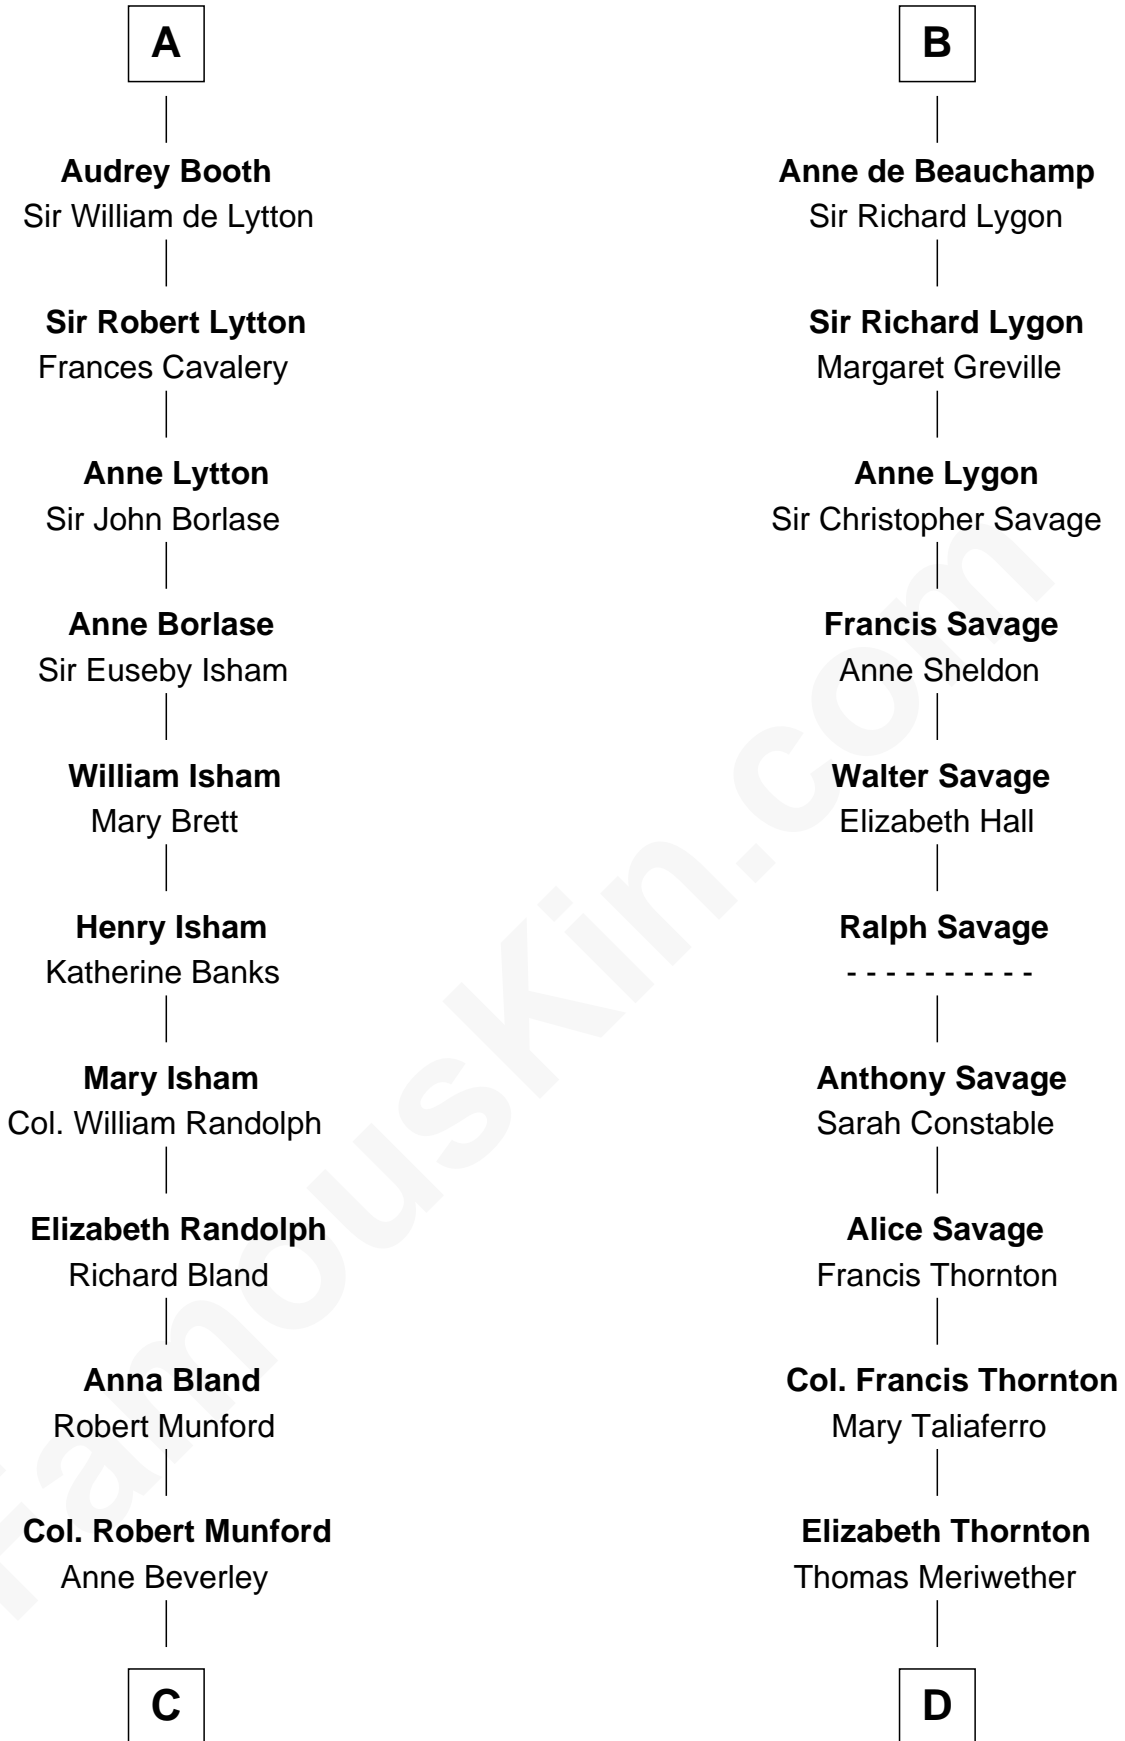 A
Audrey Booth
Sir William de Lytton
Sir Robert Lytton
Frances Cavalery
Anne Lytton
Sir John Borlase
Anne Borlase
Sir Euseby Isham
William Isham
Mary Brett
Henry Isham
Katherine Banks
Mary Isham
Col. William Randolph
Elizabeth Randolph
Richard Bland
Anna Bland
Robert Munford
Col. Robert Munford
Anne Beverley
C
B
Anne de Beauchamp
Sir Richard Lygon
Sir Richard Lygon
Margaret Greville
Anne Lygon
Sir Christopher Savage
Francis Savage
Anne Sheldon
Walter Savage
Elizabeth Hall
Ralph Savage
- - - - - - - - - -
Anthony Savage
Sarah Constable
Alice Savage
Francis Thornton
Col. Francis Thornton
Mary Taliaferro
Elizabeth Thornton
Thomas Meriwether
D
FamousKin.com